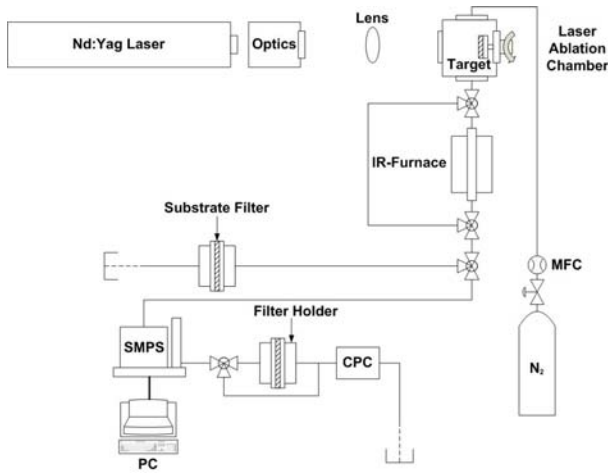 Nd:Yag Laser
Optics
Lens
Target
Laser
Ablation
Chamber
IR-Furnace
Substrate Filter
MFC
Filter Holder
SMPS
CPC
N₂
PC